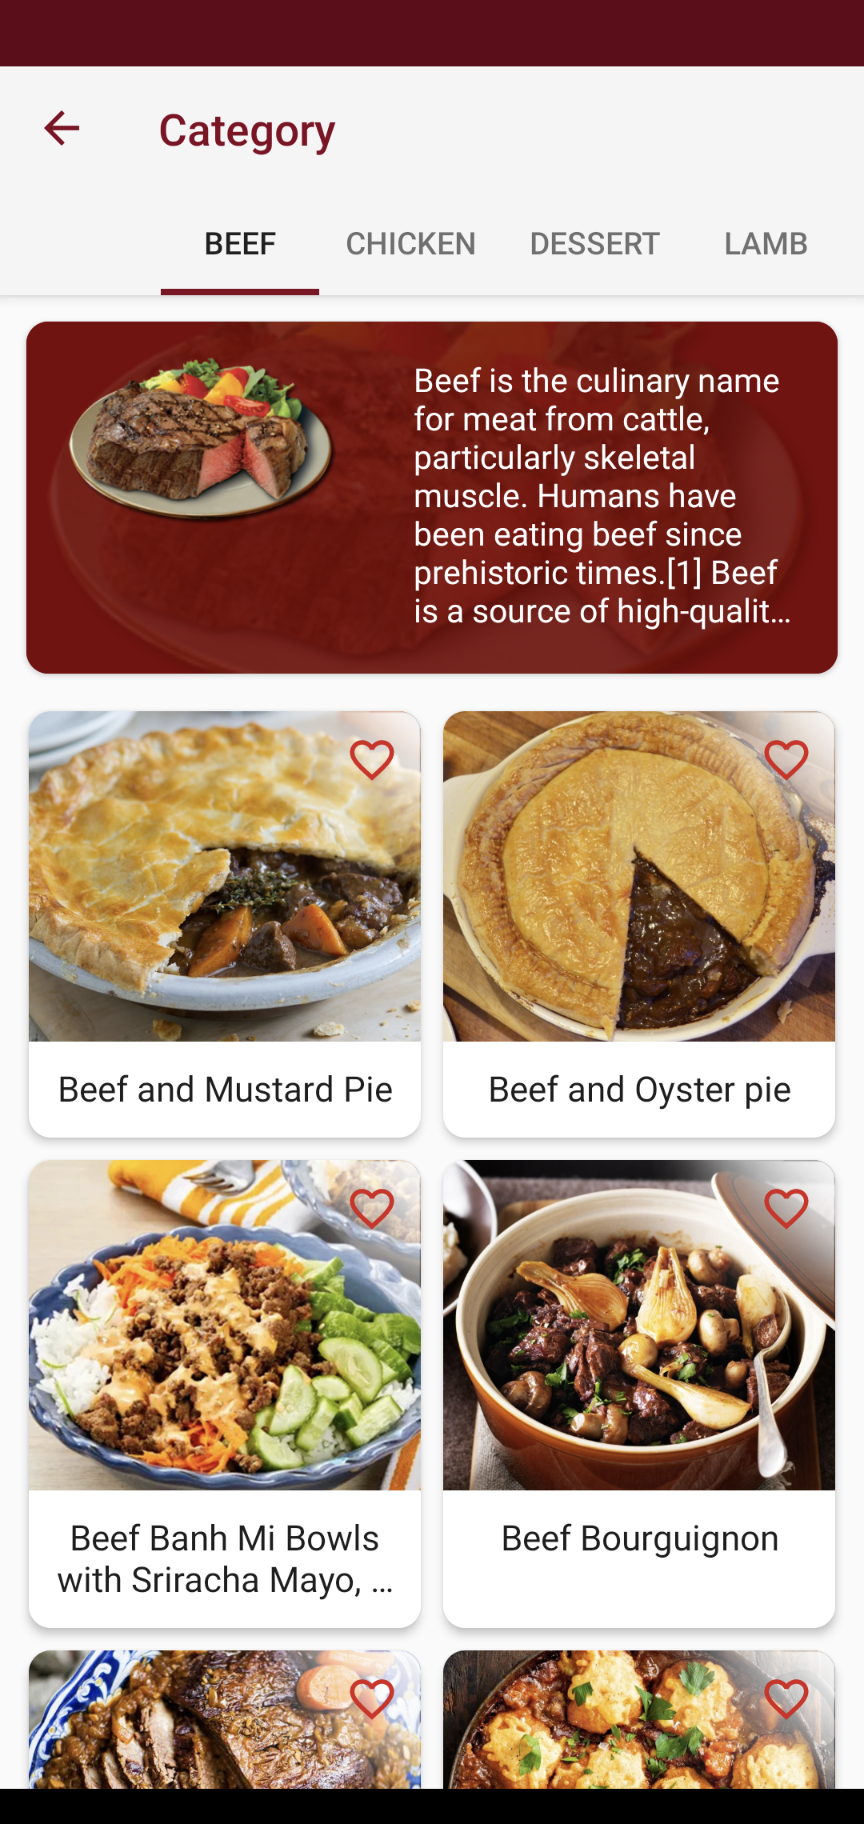 Category
BEEF
CHICKEN
DESSERT
LAMB
Beef is the culinary name
for meat from cattle,
particularly skeletal
muscle. Humans have
been eating beef since
prehistoric times.[1] Beef
is a source of high-qualit...
Beef and Mustard Pie
Beef and Oyster pie
Beef Banh Mi Bowls
with Sriracha Mayo, ...
Beef Bourguignon